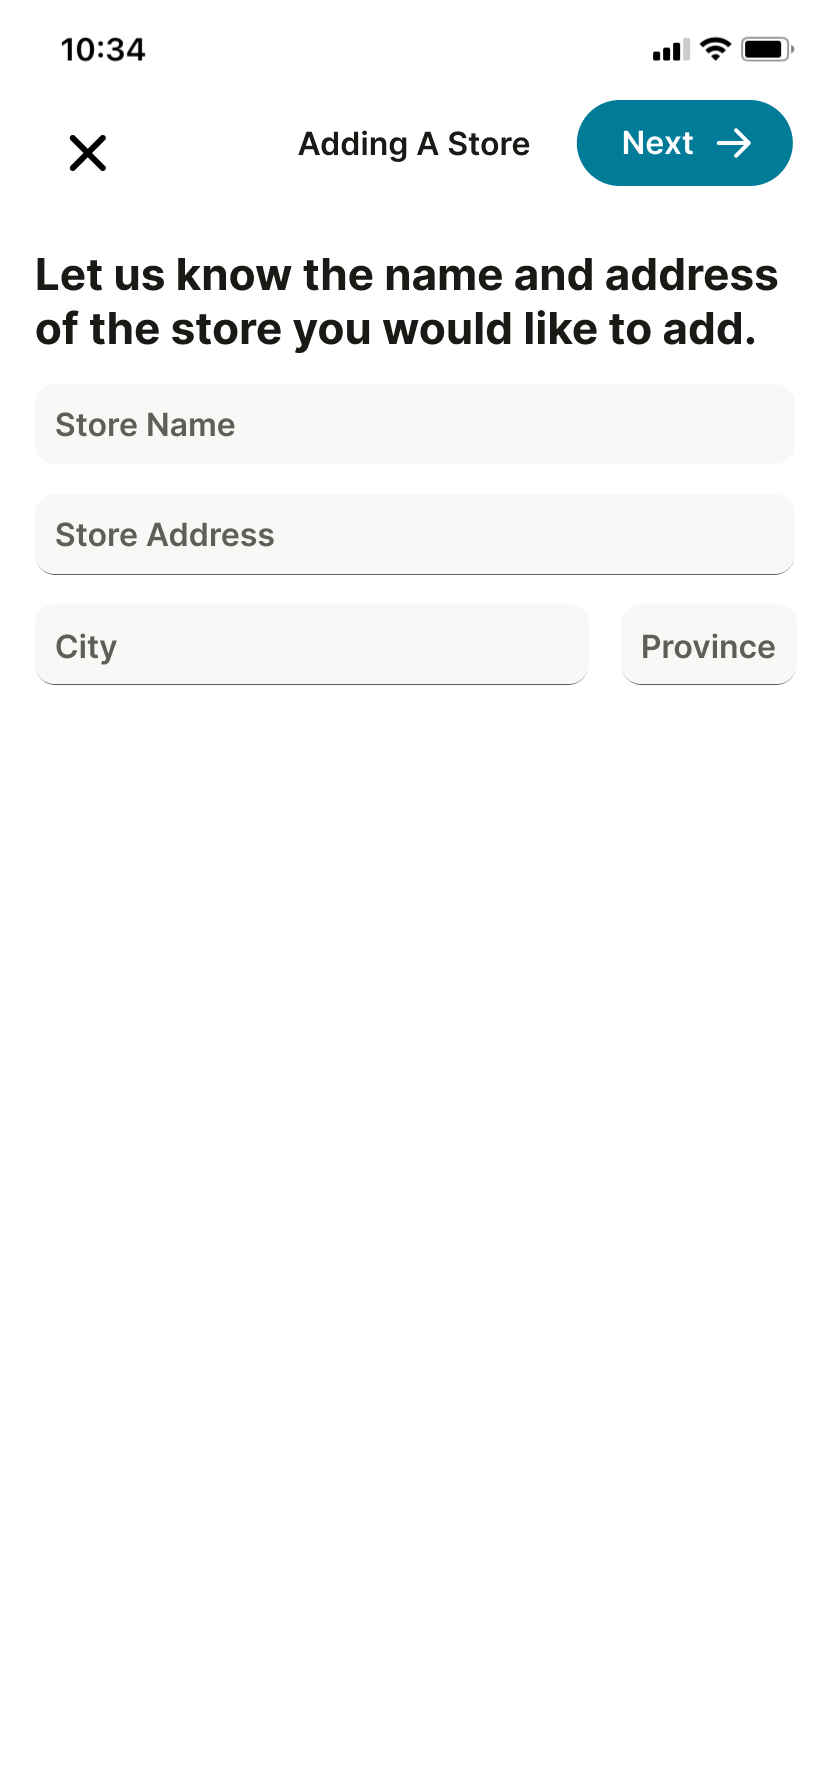 10:34
Adding A Store
Next
Let us know the name and address
of the store you would like to add.
Store Name
Store Address
City
Province